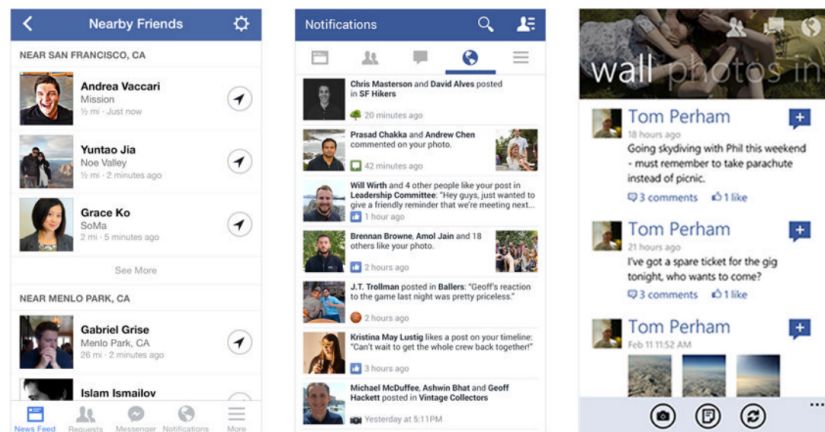 Nearby Friends
NEAR SAN FRANCISCO, CA
Andrea Vaccari
Mission
½ mi · Just now
Yuntao Jia
Noe Valley
½ mi · 2 minutes ago
Grace Ko
SoMa
2 mi · 5 minutes ago
See More
NEAR MENLO PARK, CA
Gabriel Grise
Menlo Park, CA
26 mi · 2 minutes ago
Islam Ismailov
News Feed
Requests
Messenger
Notifications
More
Notifications
Chris Masterson and David Alves posted
in SF Hikers
20 minutes ago
Prasad Chakka and Andrew Chen
commented on your photo.
42 minutes ago
Will Wirth and 4 other people like your post in
Leadership Committee: "Hey guys, just wanted to
give a friendly reminder that we're meeting next...
1 hour ago
Brennan Browne, Amol Jain and 18
others like your photo.
2 hours ago
J.T. Trollman posted in Ballers: "Geoff's reaction
to the game last night was pretty priceless."
2 hours ago
Kristina May Lustig likes a post on your timeline:
"Can't wait to get the whole crew back together!"
3 hours ago
Michael McDuffee, Ashwin Bhat and Geoff
Hackett posted in Vintage Collectors
Yesterday at 5:11PM
wall photos in
Tom Perham
18 hours ago
Going skydiving with Phil this weekend
- must remember to take parachute
instead of picnic.
3 comments 1 like
Tom Perham
21 hours ago
I've got a spare ticket for the gig
tonight, who wants to come?
3 comments 1 like
Tom Perham
Feb 11 11:52 AM